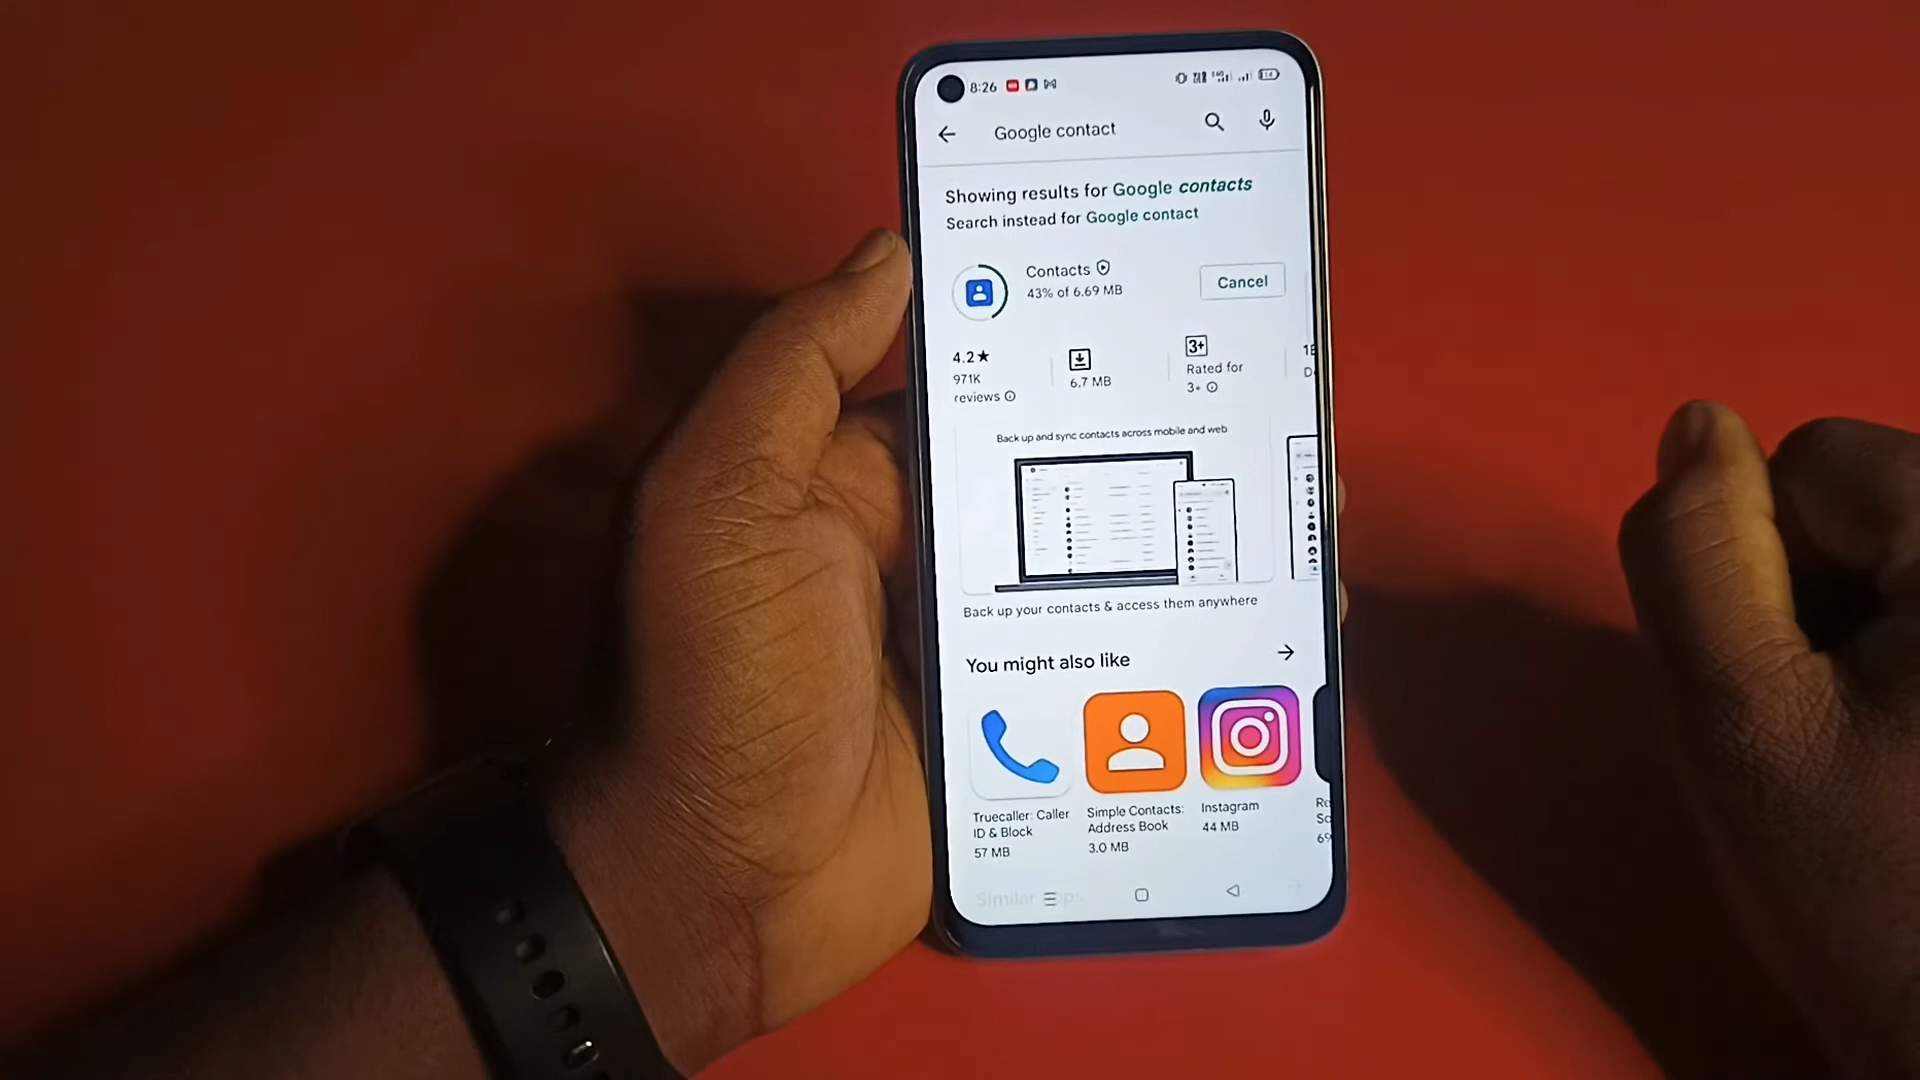 8:26
Google contact
Showing results for Google contacts
Search instead for Google contact
Contacts
43% of 6.69 MB
Cancel
4.2★
971K
reviews
6.7 MB
3+
Rated for
3+
Back up and sync contacts across mobile and web
Back up your contacts & access them anywhere
You might also like
Truecaller: Caller
ID & Block
57 MB
Simple Contacts:
Address Book
3.0 MB
Instagram
44 MB
Similar